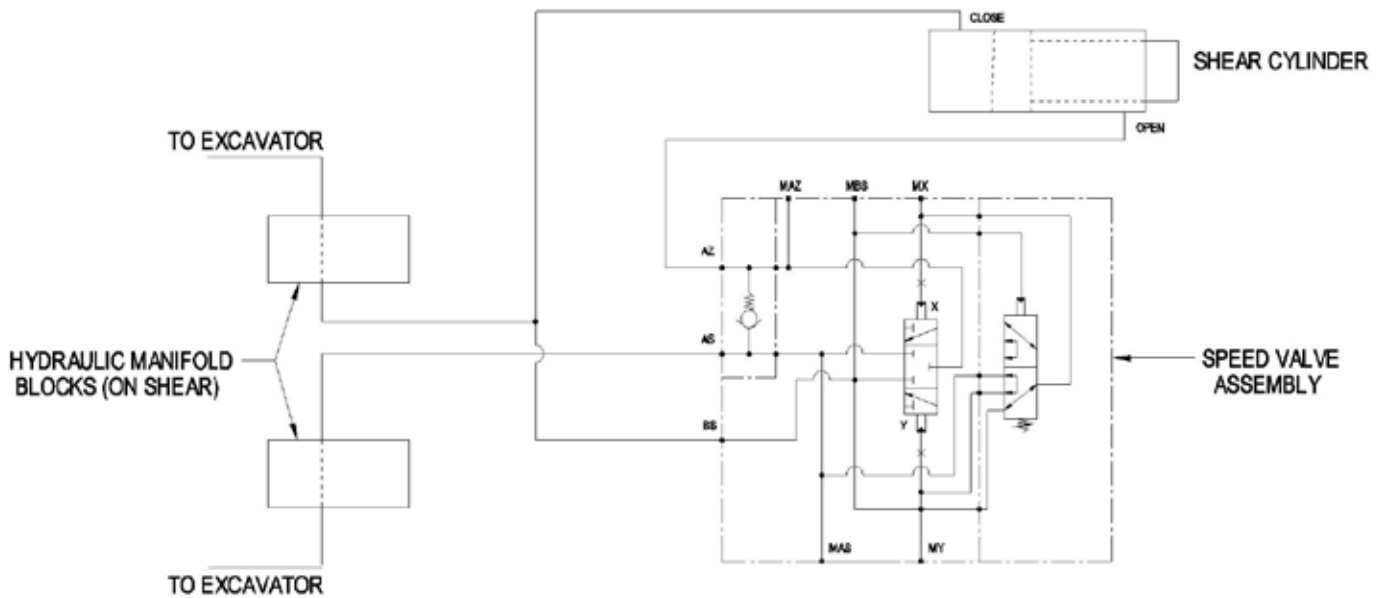 CLOSE
SHEAR CYLINDER
OPEN
TO EXCAVATOR
MAZ
MBS
MX
AZ
X
AS
HYDRAULIC MANIFOLD
BLOCKS (ON SHEAR)
SPEED VALVE
ASSEMBLY
Y
BS
MAS
MY
TO EXCAVATOR